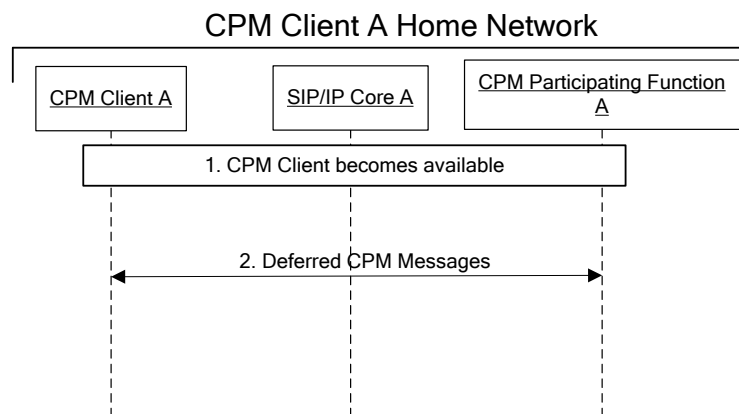 CPM Client A Home Network
CPM Client A
SIP/IP Core A
CPM Participating Function
A
1. CPM Client becomes available
2. Deferred CPM Messages